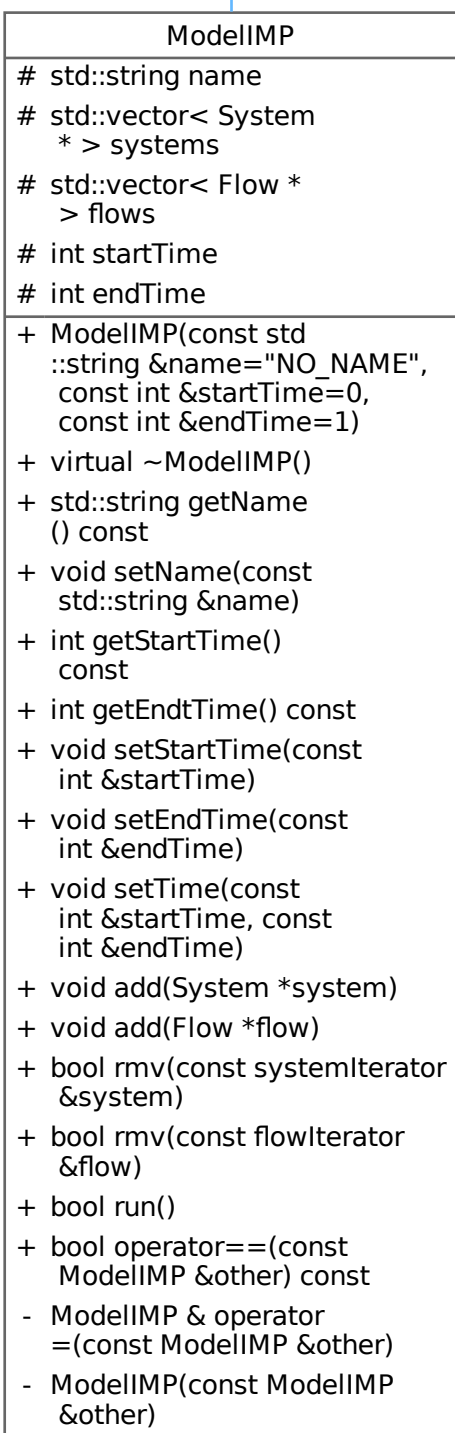 ModelIMP
# std::string name
# std::vector< System
* > systems
# std::vector< Flow *
> flows
# int startTime
# int endTime
+ ModelIMP(const std
::string &name="NO_NAME",
const int &startTime=0,
const int &endTime=1)
+ virtual ~ModelIMP()
+ std::string getName
() const
+ void setName(const
std::string &name)
+ int getStartTime()
const
+ int getEndtTime() const
+ void setStartTime(const
int &startTime)
+ void setEndTime(const
int &endTime)
+ void setTime(const
int &startTime, const
int &endTime)
+ void add(System *system)
+ void add(Flow *flow)
+ bool rmv(const systemIterator
&system)
+ bool rmv(const flowIterator
&flow)
+ bool run()
+ bool operator==(const
ModelIMP &other) const
- ModelIMP & operator
=(const ModelIMP &other)
- ModelIMP(const ModelIMP
&other)